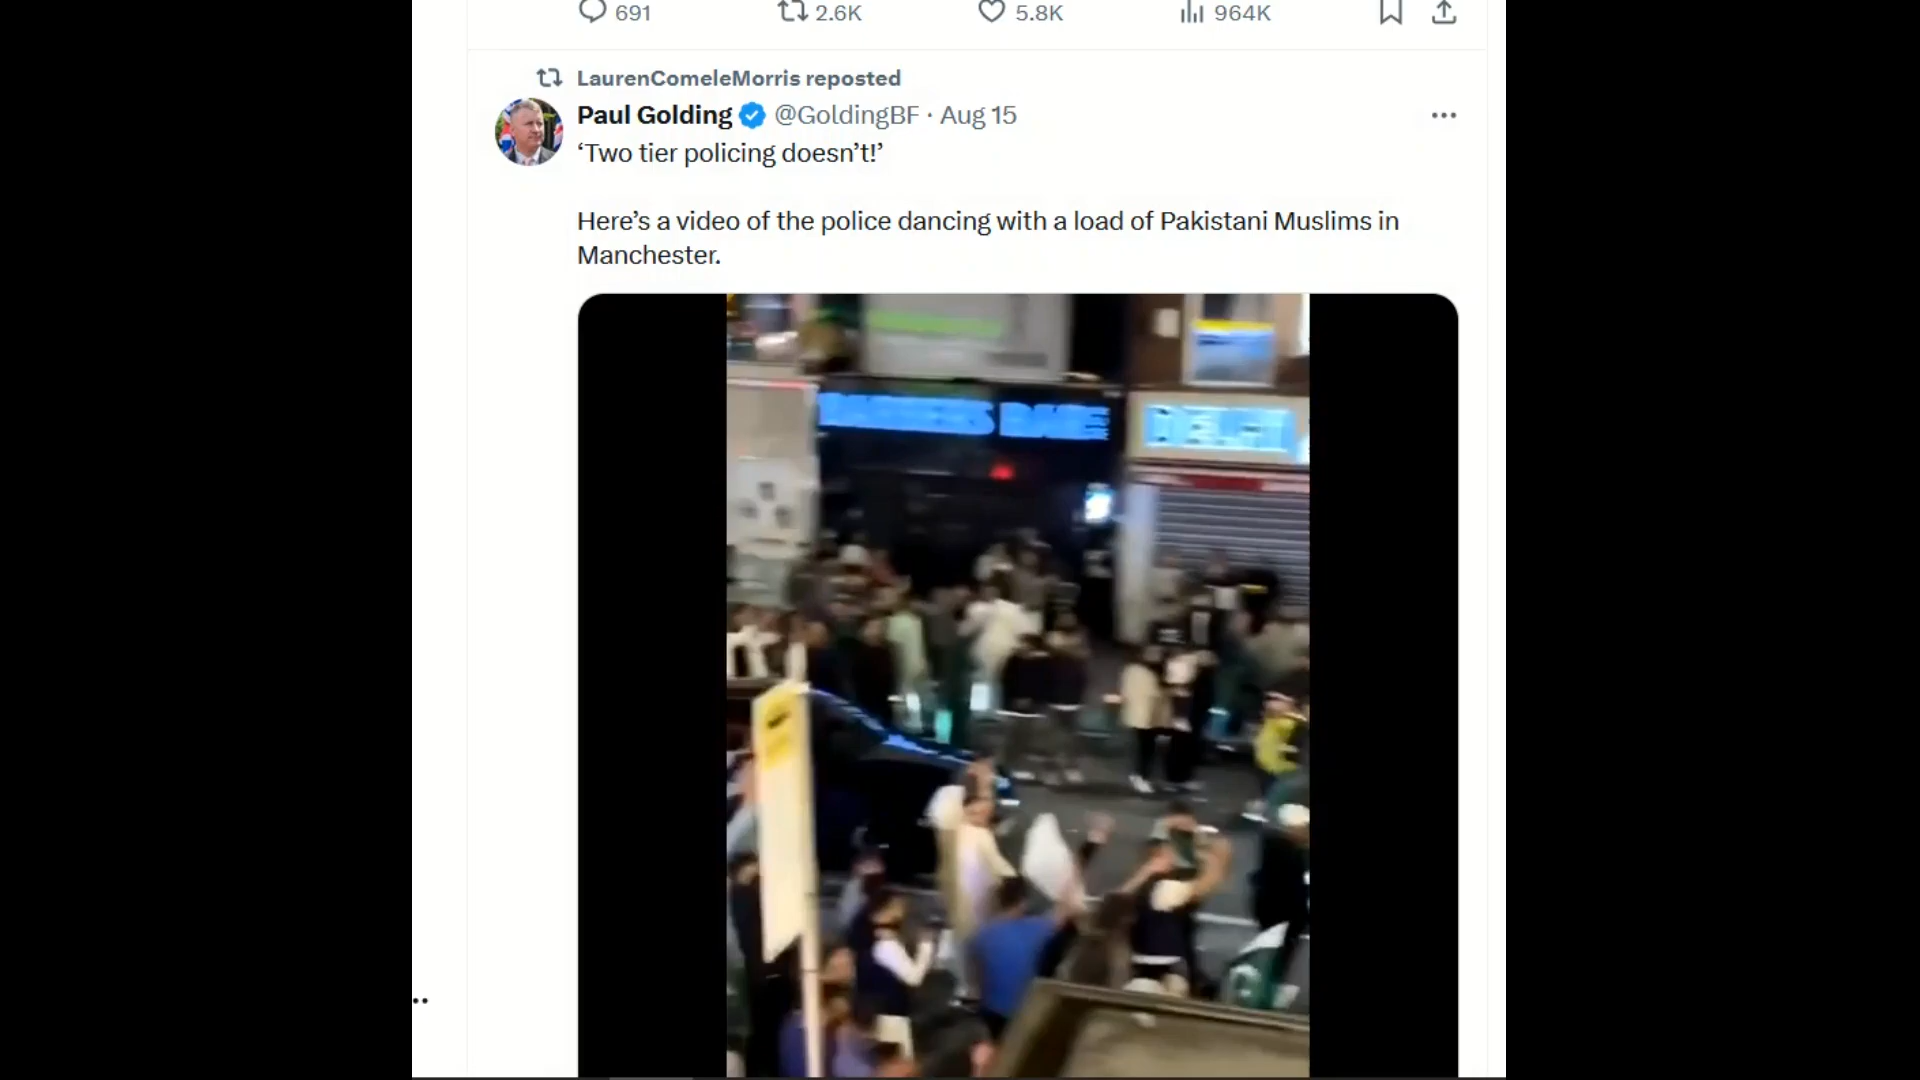 691 2.6K 5.8K 964K
LaurenComeleMorris reposted
Paul Golding @GoldingBF · Aug 15
‘Two tier policing doesn’t!’
Here’s a video of the police dancing with a load of Pakistani Muslims in
Manchester.